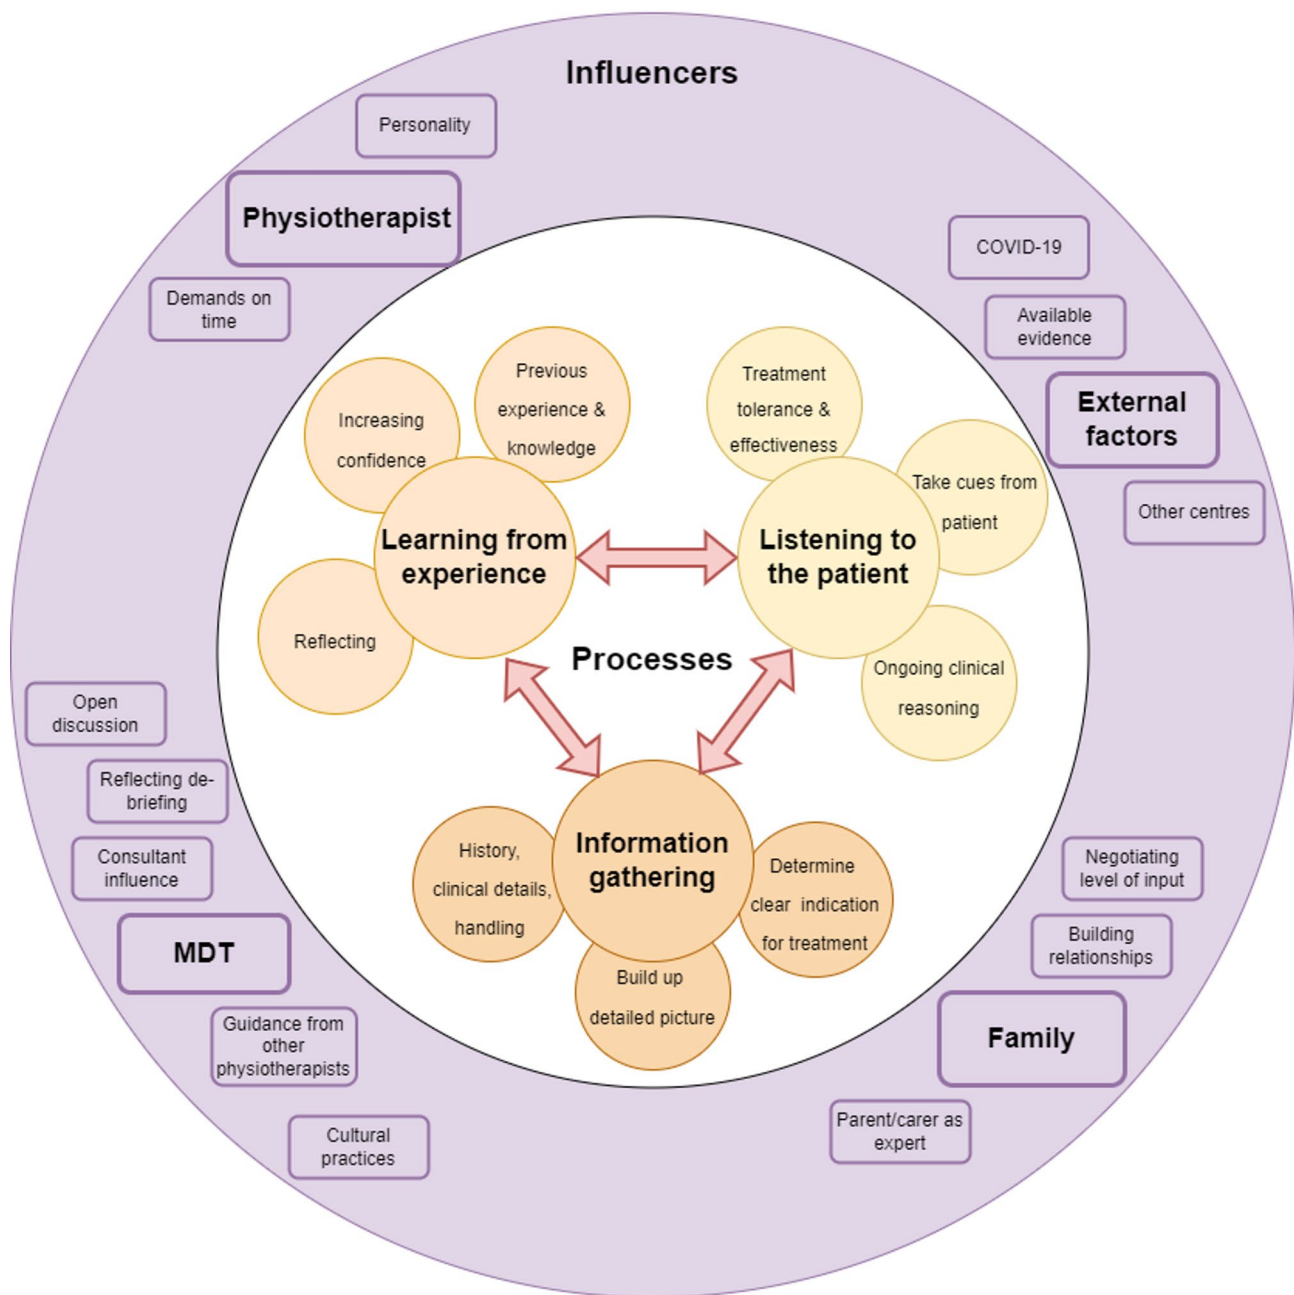 Influencers
Personality
Physiotherapist
Demands on
time
COVID-19
Available
evidence
External
factors
Other centres
Previous
experience &
knowledge
Increasing
confidence
Learning from
experience
Reflecting
Treatment
tolerance &
effectiveness
Take cues from
patient
Listening to
the patient
Ongoing clinical
reasoning
Processes
Information
gathering
History,
clinical details,
handling
Build up
detailed picture
Determine
clear indication
for treatment
Open
discussion
Reflecting de-
briefing
Consultant
influence
MDT
Guidance from
other
physiotherapists
Cultural
practices
Negotiating
level of input
Building
relationships
Family
Parent/carer as
expert